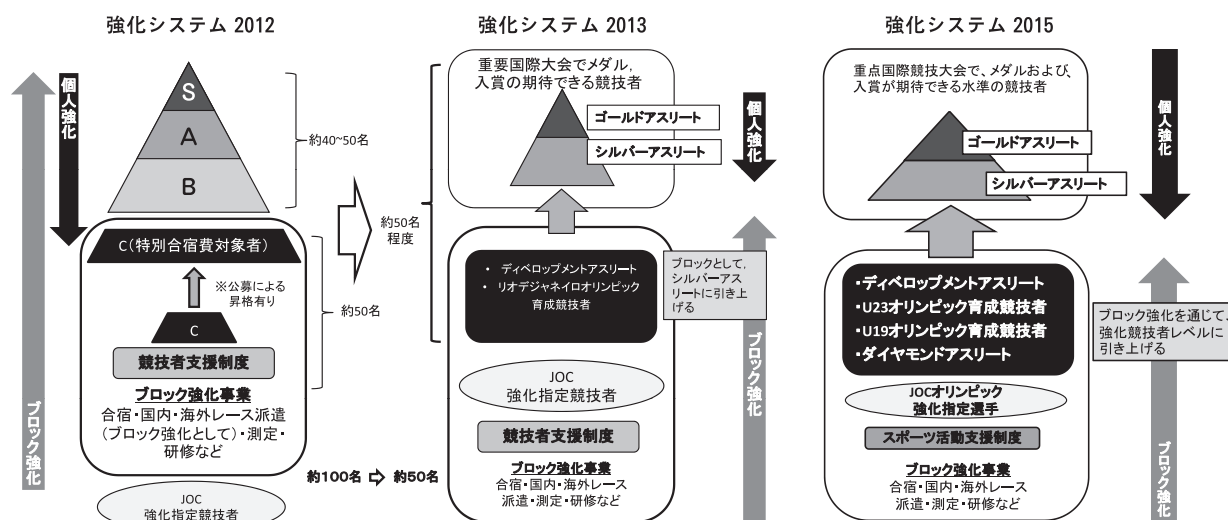 強化システム 2012
個人強化
ブロック強化
S
A
B
約40~50名
C(特別合宿費対象者)
※公募による
昇格有り
C
約50名
競技者支援制度
ブロック強化事業
合宿・国内・海外レース派遣
(ブロック強化として)・測定・
研修など
JOC
強化指定競技者
約100名 ⇨ 約50名
強化システム 2013
重要国際大会でメダル,
入賞の期待できる競技者
ゴールドアスリート
シルバーアスリート
個人強化
約50名
程度
・ ディベロップメントアスリート
・ リオデジャネイロオリンピック
育成競技者
ブロックとして,
シルバーアス
リートに引き上
げる
ブロック強化
JOC
強化指定競技者
競技者支援制度
ブロック強化事業
合宿・国内・海外レース
派遣・測定・研修など
強化システム 2015
重点国際競技大会で、メダルおよび、
入賞が期待できる水準の競技者
ゴールドアスリート
シルバーアスリート
個人強化
・ディベロップメントアスリート
・U23オリンピック育成競技者
・U19オリンピック育成競技者
・ダイヤモンドアスリート
ブロック強化を通じて、
強化競技者レベルに
引き上げる
ブロック強化
JOCオリンピック
強化指定選手
スポーツ活動支援制度
ブロック強化事業
合宿・国内・海外レース
派遣・測定・研修など